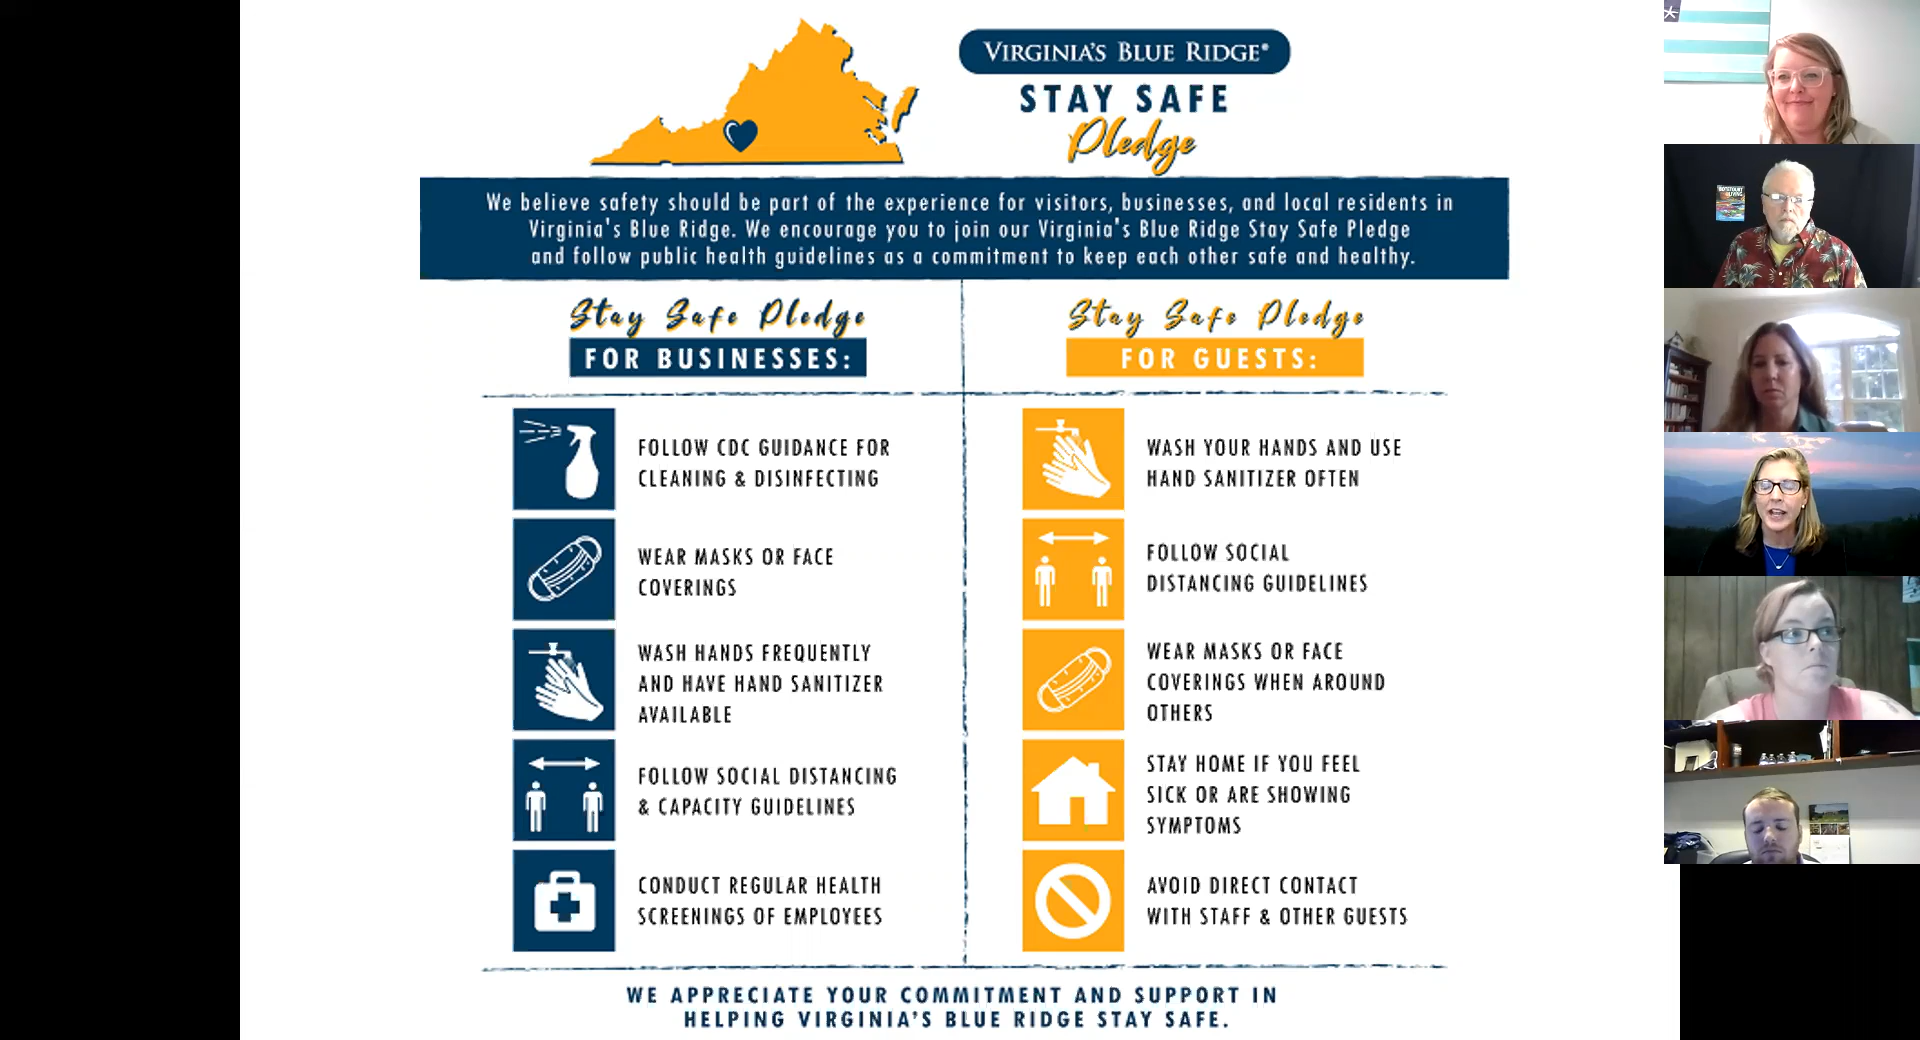 VIRGINIA'S BLUE RIDGE®
STAY SAFE
Pledge
We believe safety should be part of the experience for visitors, businesses, and local residents in
Virginia's Blue Ridge. We encourage you to join our Virginia's Blue Ridge Stay Safe Pledge
and follow public health guidelines as a commitment to keep each other safe and healthy.
Stay Safe Pledge
FOR BUSINESSES:
FOLLOW CDC GUIDANCE FOR
CLEANING & DISINFECTING
WEAR MASKS OR FACE
COVERINGS
WASH HANDS FREQUENTLY
AND HAVE HAND SANITIZER
AVAILABLE
FOLLOW SOCIAL DISTANCING
& CAPACITY GUIDELINES
CONDUCT REGULAR HEALTH
SCREENINGS OF EMPLOYEES
Stay Safe Pledge
FOR GUESTS:
WASH YOUR HANDS AND USE
HAND SANITIZER OFTEN
FOLLOW SOCIAL
DISTANCING GUIDELINES
WEAR MASKS OR FACE
COVERINGS WHEN AROUND
OTHERS
STAY HOME IF YOU FEEL
SICK OR ARE SHOWING
SYMPTOMS
AVOID DIRECT CONTACT
WITH STAFF & OTHER GUESTS
WE APPRECIATE YOUR COMMITMENT AND SUPPORT IN
HELPING VIRGINIA'S BLUE RIDGE STAY SAFE.